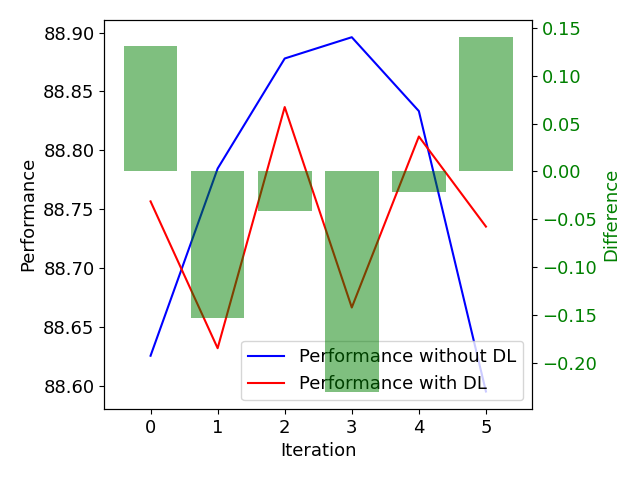 88.90
88.85
88.80
88.75
88.70
88.65
88.60
Performance
0.15
0.10
0.05
0.00
−0.05
−0.10
−0.15
−0.20
Difference
Performance without DL
Performance with DL
0 1 2 3 4 5
Iteration